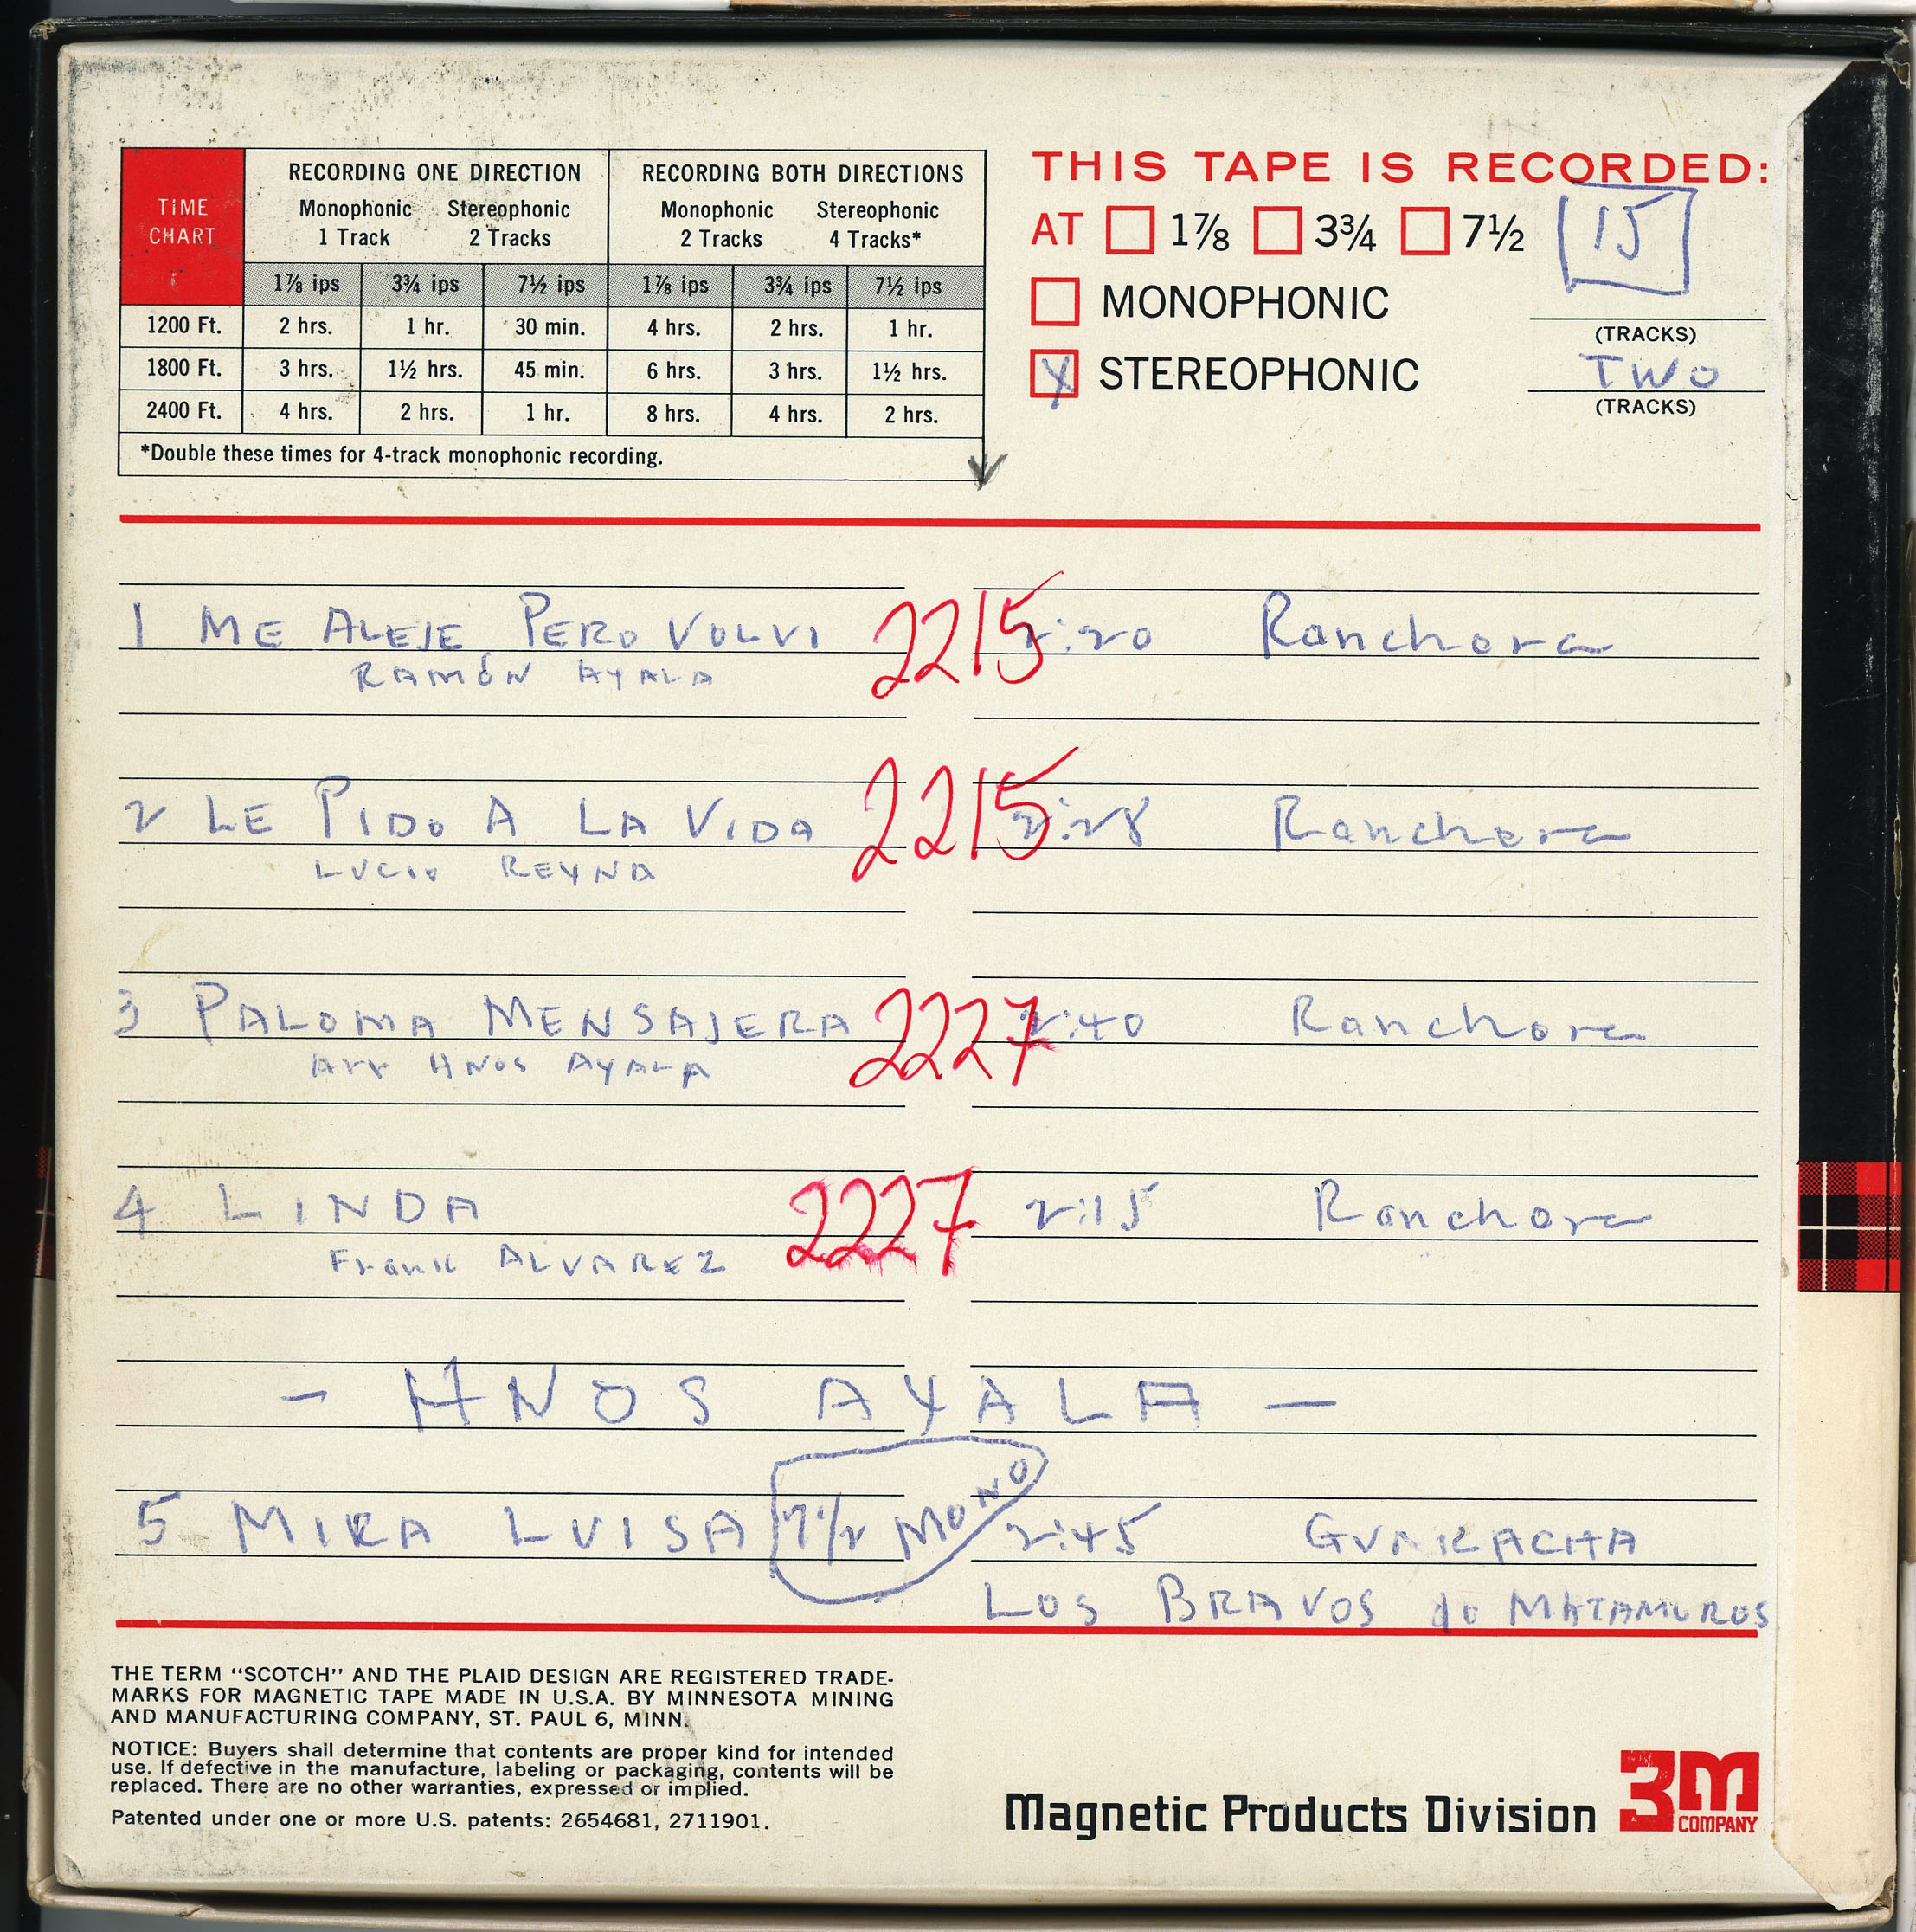 TIME CHART
RECORDING ONE DIRECTION RECORDING BOTH DIRECTIONS
Monophonic Stereophonic Monophonic Stereophonic
1 Track 2 Tracks 2 Tracks 4 Tracks*
1⅞ ips 3¾ ips 7½ ips 1⅞ ips 3¾ ips 7½ ips
1200 Ft. 2 hrs. 1 hr. 30 min. 4 hrs. 2 hrs. 1 hr.
1800 Ft. 3 hrs. 1½ hrs. 45 min. 6 hrs. 3 hrs. 1½ hrs.
2400 Ft. 4 hrs. 2 hrs. 1 hr. 8 hrs. 4 hrs. 2 hrs.
*Double these times for 4-track monophonic recording.
THIS TAPE IS RECORDED:
AT 1⅞ 3¾ 7½ 15
MONOPHONIC
(TRACKS)
X STEREOPHONIC TWO
(TRACKS)
1 ME ALEJE PERO VOLVI 2215 2:20 Ranchera
RAMÓN AYALA
2 LE PIDO A LA VIDA 2215 2:28 Ranchera
LUCIO REYNA
3 PALOMA MENSAJERA 2227 2:40 Ranchera
HNOS AYALA
4 LINDA 2227 2:15 Ranchera
Frank ALVAREZ
- HNOS AYALA -
5 MIRA LUISA 7½ MONO 2:45 GUARACHA
LOS BRAVOS de MATAMOROS
THE TERM "SCOTCH" AND THE PLAID DESIGN ARE REGISTERED TRADE-
MARKS FOR MAGNETIC TAPE MADE IN U.S.A. BY MINNESOTA MINING
AND MANUFACTURING COMPANY, ST. PAUL 6, MINN.
NOTICE: Buyers shall determine that contents are proper kind for intended
use. If defective in the manufacture, labeling or packaging, contents will be
replaced. There are no other warranties, expressed or implied.
Patented under one or more U.S. patents: 2654681, 2711901.
Magnetic Products Division 3M COMPANY